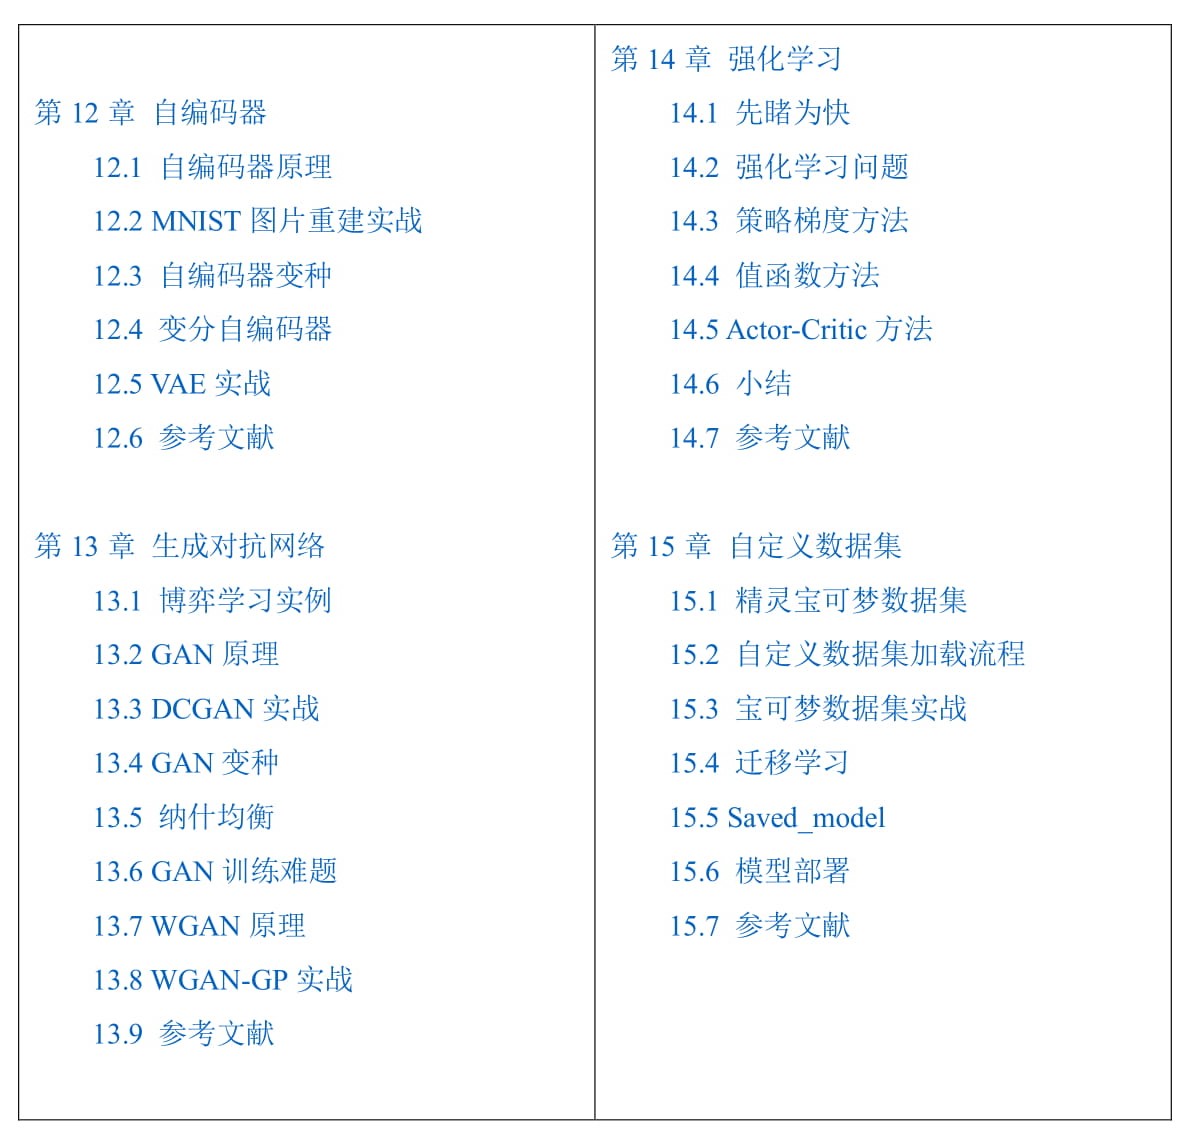 第 12 章 自编码器
12.1 自编码器原理
12.2 MNIST 图片重建实战
12.3 自编码器变种
12.4 变分自编码器
12.5 VAE 实战
12.6 参考文献
第 13 章 生成对抗网络
13.1 博弈学习实例
13.2 GAN 原理
13.3 DCGAN 实战
13.4 GAN 变种
13.5 纳什均衡
13.6 GAN 训练难题
13.7 WGAN 原理
13.8 WGAN-GP 实战
13.9 参考文献
第 14 章 强化学习
14.1 先睹为快
14.2 强化学习问题
14.3 策略梯度方法
14.4 值函数方法
14.5 Actor-Critic 方法
14.6 小结
14.7 参考文献
第 15 章 自定义数据集
15.1 精灵宝可梦数据集
15.2 自定义数据集加载流程
15.3 宝可梦数据集实战
15.4 迁移学习
15.5 Saved_model
15.6 模型部署
15.7 参考文献